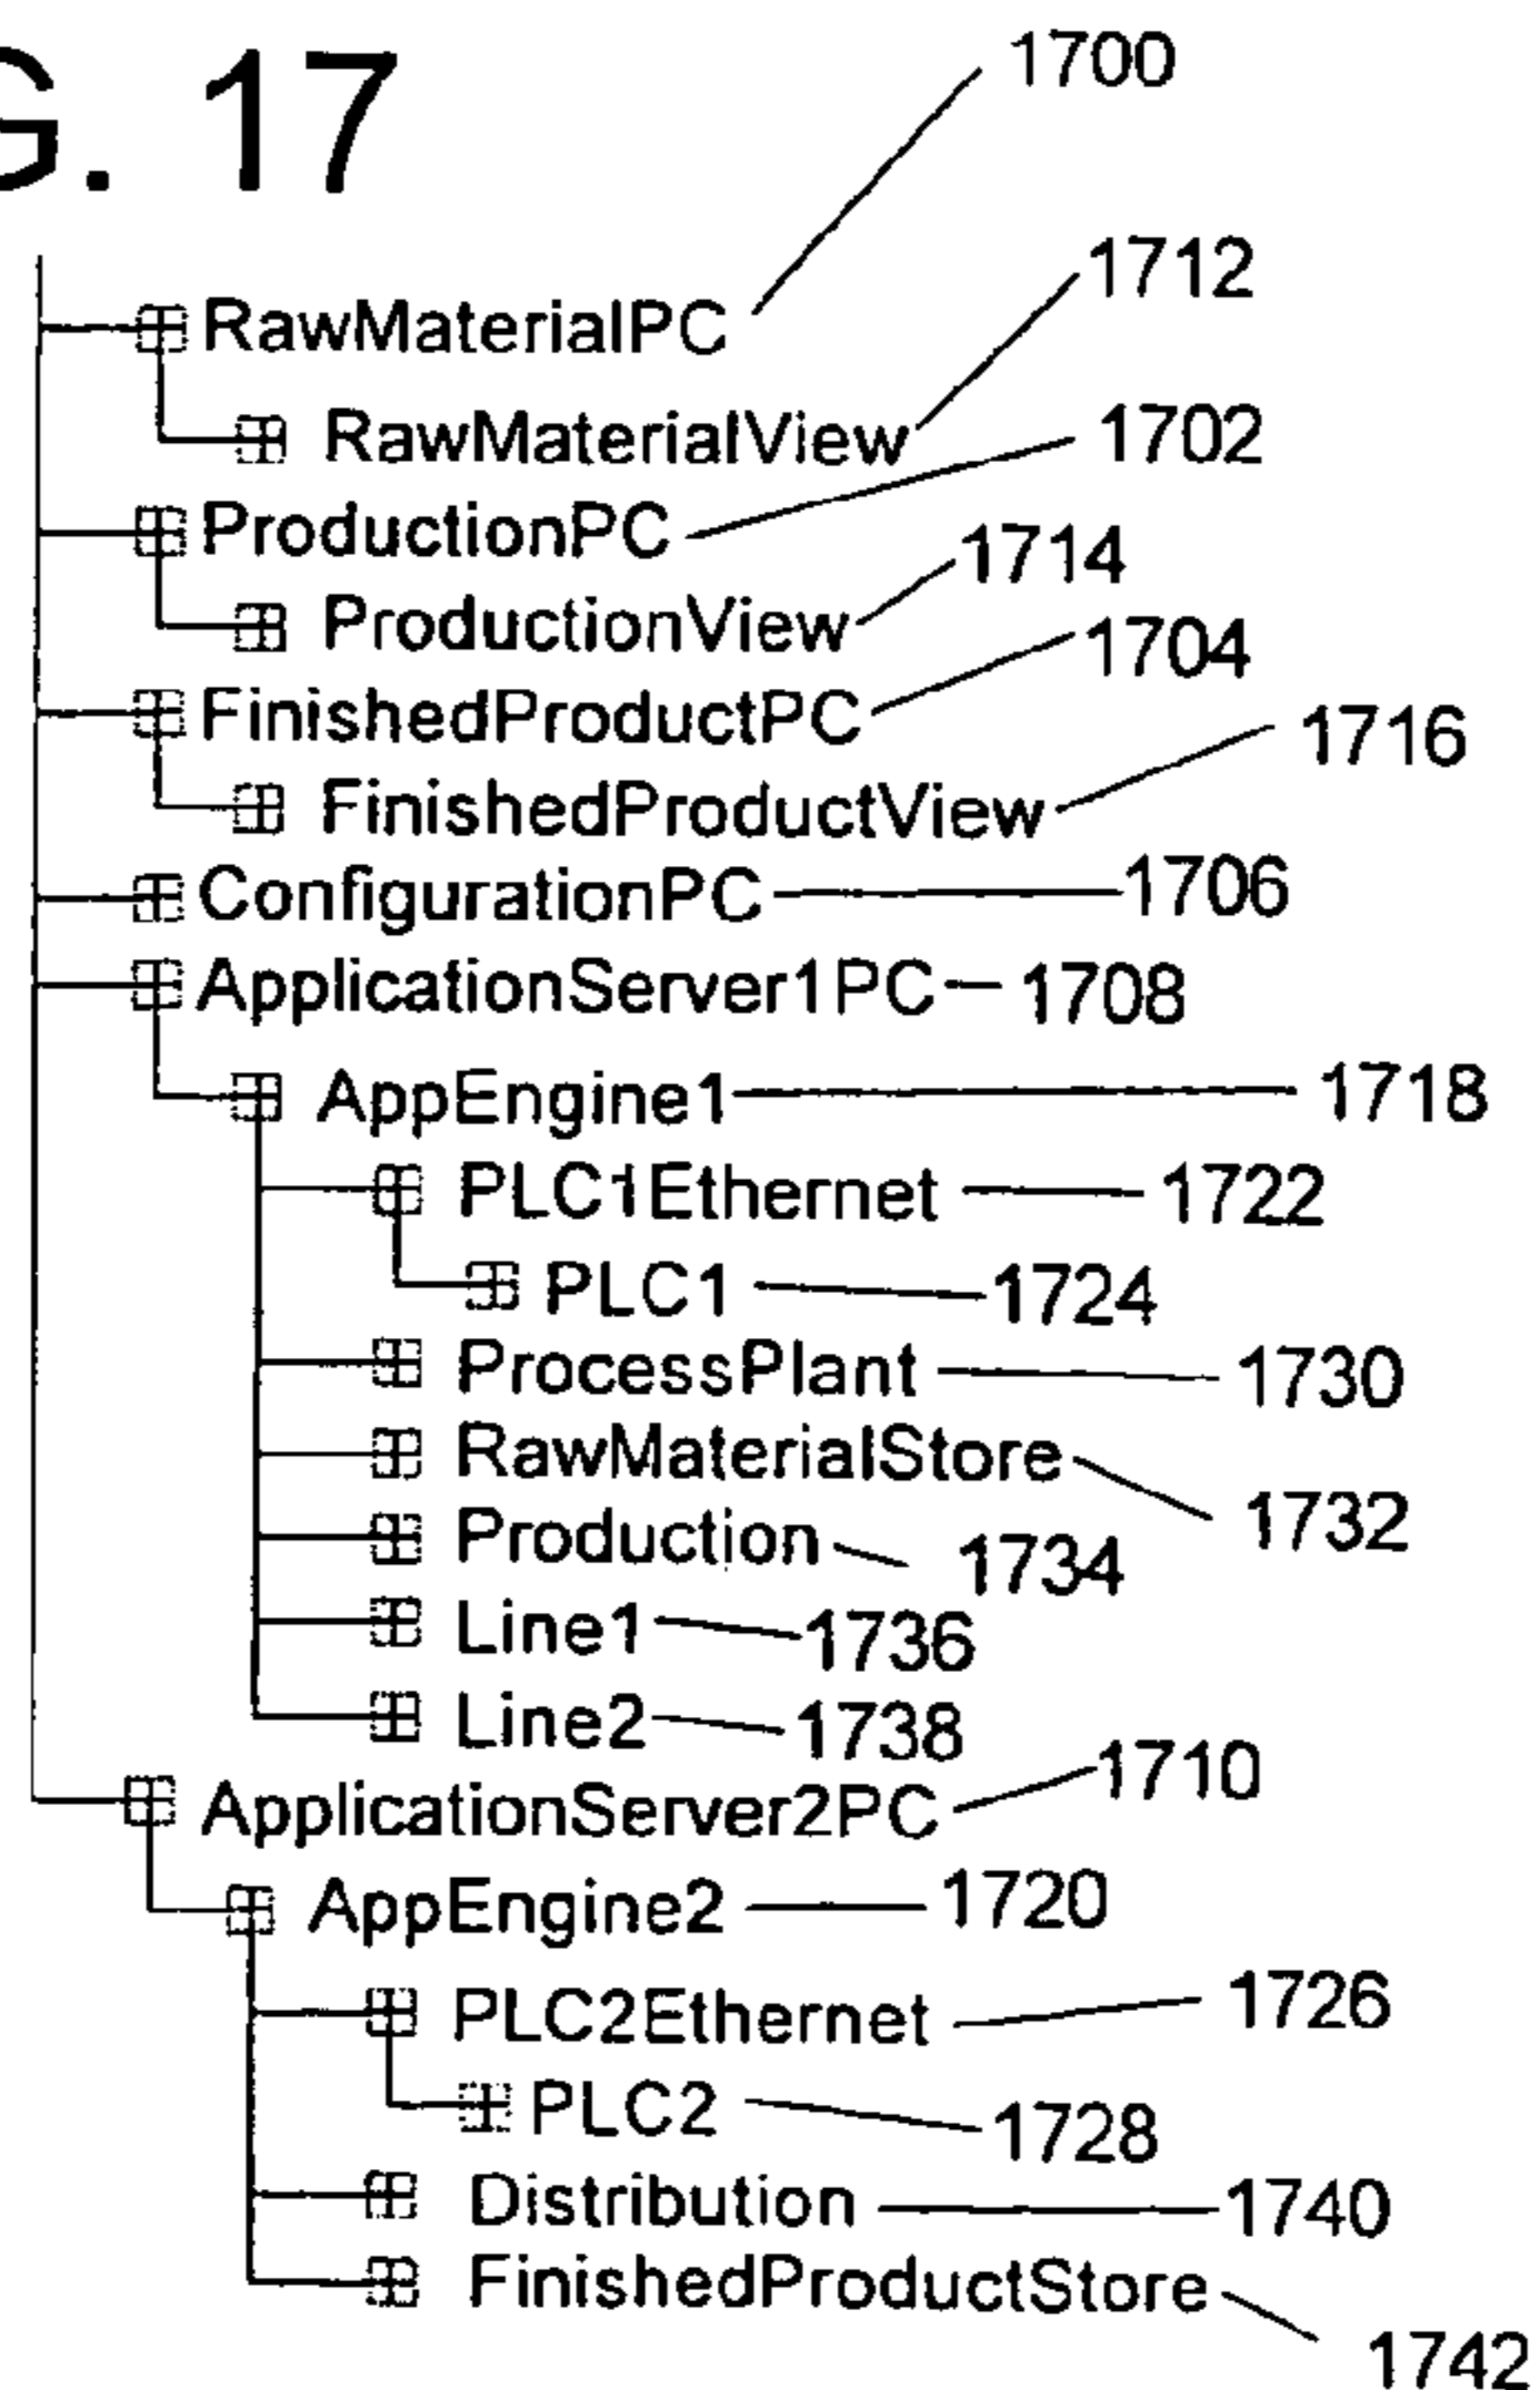 G. 17
1700
RawMaterialPC
1712
RawMaterialView
1702
ProductionPC
1714
ProductionView
1704
FinishedProductPC
1716
FinishedProductView
ConfigurationPC 1706
ApplicationServer1PC 1708
AppEngine1 1718
PLC1Ethernet 1722
PLC1 1724
ProcessPlant 1730
RawMaterialStore
1732
Production 1734
Line1 1736
Line2 1738
1710
ApplicationServer2PC
AppEngine2 1720
PLC2Ethernet 1726
PLC2 1728
Distribution 1740
FinishedProductStore
1742